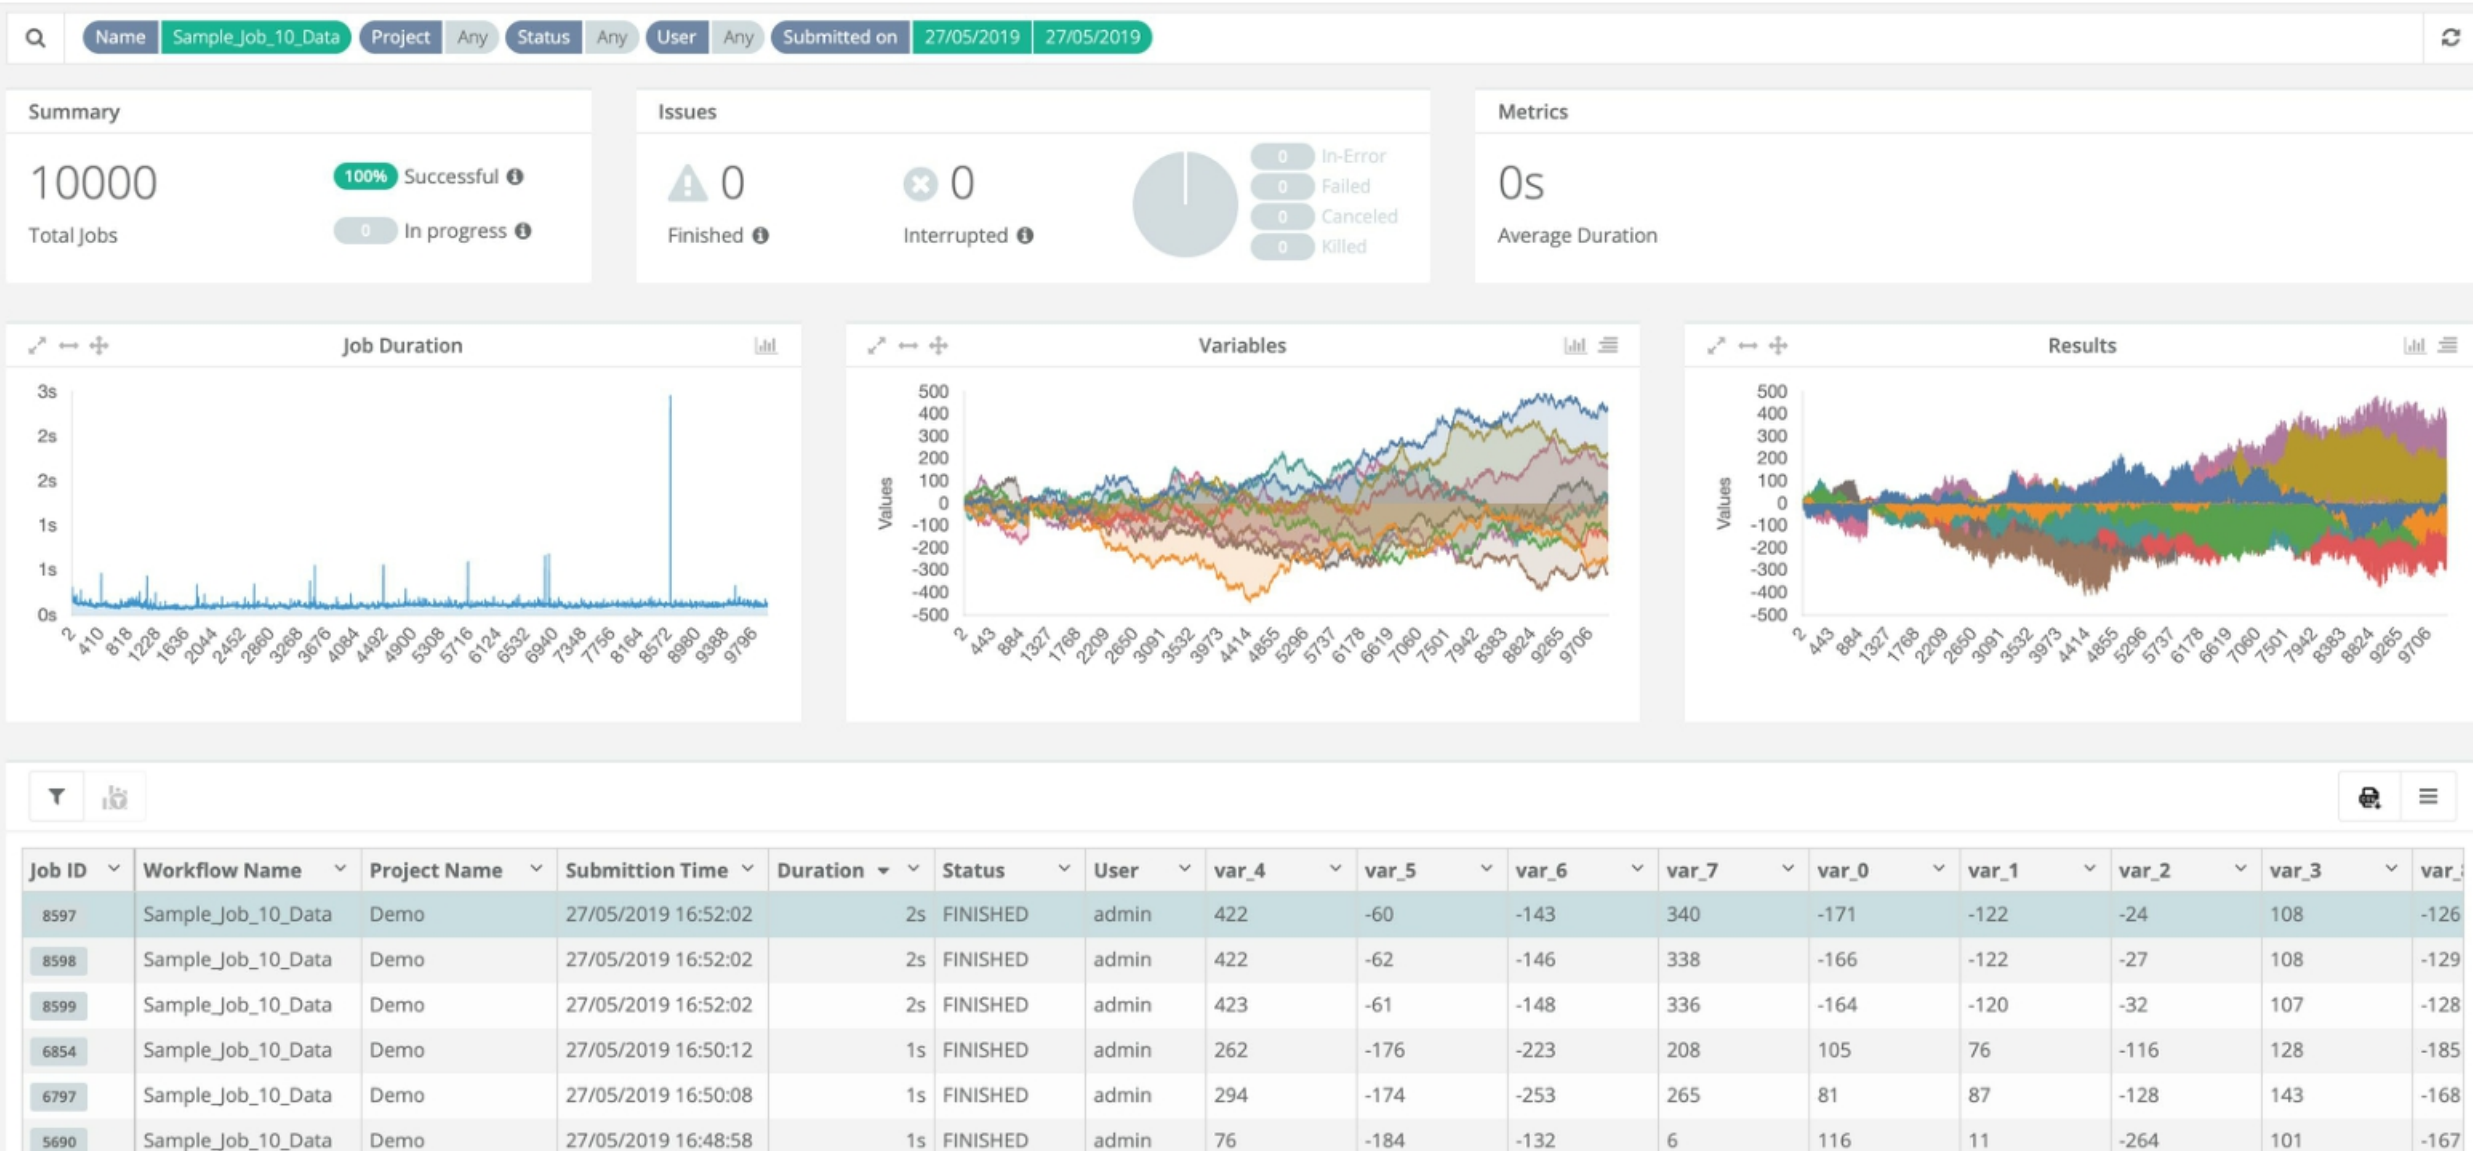 Name Sample_Job_10_Data Project Any Status Any User Any Submitted on 27/05/2019 27/05/2019
Summary
10000
Total Jobs
100% Successful
0 In progress
Issues
0
Finished
0
Interrupted
0 In-Error
0 Failed
0 Canceled
0 Killed
Metrics
0s
Average Duration
Job Duration
3s
2s
2s
1s
1s
0s
2 410 818 1228 1636 2044 2452 2860 3268 3676 4084 4492 4900 5308 5716 6124 6532 6940 7348 7756 8164 8572 8980 9388 9796
Variables
Values
500
400
300
200
100
0
-100
-200
-300
-400
-500
2 443 884 1327 1768 2209 2650 3091 3532 3973 4414 4855 5296 5737 6178 6619 7060 7501 7942 8383 8824 9265 9706
Results
Values
500
400
300
200
100
0
-100
-200
-300
-400
-500
2 443 884 1327 1768 2209 2650 3091 3532 3973 4414 4855 5296 5737 6178 6619 7060 7501 7942 8383 8824 9265 9706
Job ID Workflow Name Project Name Submittion Time Duration Status User var_4 var_5 var_6 var_7 var_0 var_1 var_2 var_3 var_
8597 Sample_Job_10_Data Demo 27/05/2019 16:52:02 2s FINISHED admin 422 -60 -143 340 -171 -122 -24 108 -126
8598 Sample_Job_10_Data Demo 27/05/2019 16:52:02 2s FINISHED admin 422 -62 -146 338 -166 -122 -27 108 -129
8599 Sample_Job_10_Data Demo 27/05/2019 16:52:02 2s FINISHED admin 423 -61 -148 336 -164 -120 -32 107 -128
6854 Sample_Job_10_Data Demo 27/05/2019 16:50:12 1s FINISHED admin 262 -176 -223 208 105 76 -116 128 -185
6797 Sample_Job_10_Data Demo 27/05/2019 16:50:08 1s FINISHED admin 294 -174 -253 265 81 87 -128 143 -168
5690 Sample_Job_10_Data Demo 27/05/2019 16:48:58 1s FINISHED admin 76 -184 -132 6 116 11 -264 101 -167